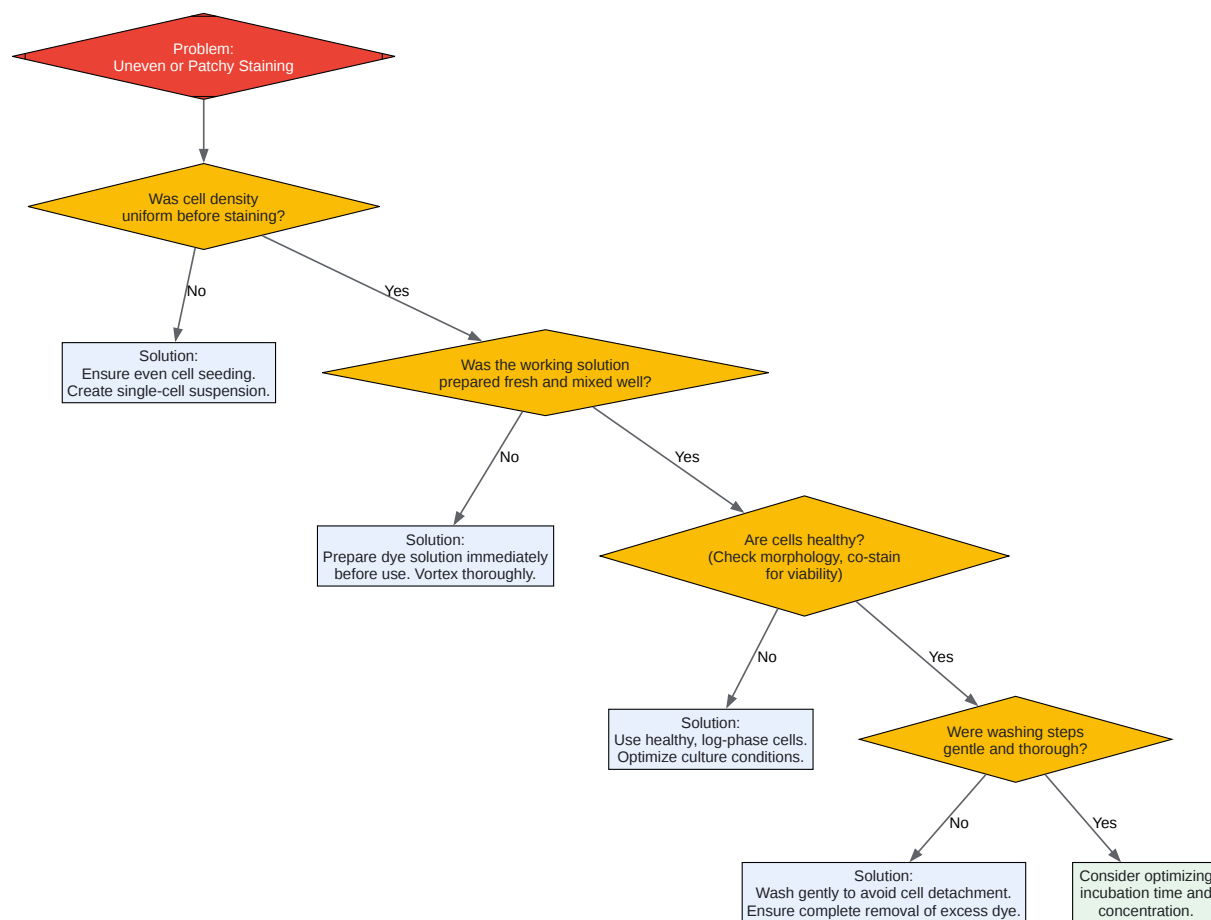 Problem:
Uneven or Patchy Staining
Was cell density
uniform before staining?
No
Yes
Solution:
Ensure even cell seeding.
Create single-cell suspension.
Was the working solution
prepared fresh and mixed well?
No
Yes
Solution:
Prepare dye solution immediately
before use. Vortex thoroughly.
Are cells healthy?
(Check morphology, co-stain
for viability)
No
Yes
Solution:
Use healthy, log-phase cells.
Optimize culture conditions.
Were washing steps
gentle and thorough?
No
Yes
Solution:
Wash gently to avoid cell detachment.
Ensure complete removal of excess dye.
Consider optimizing
incubation time and
concentration.